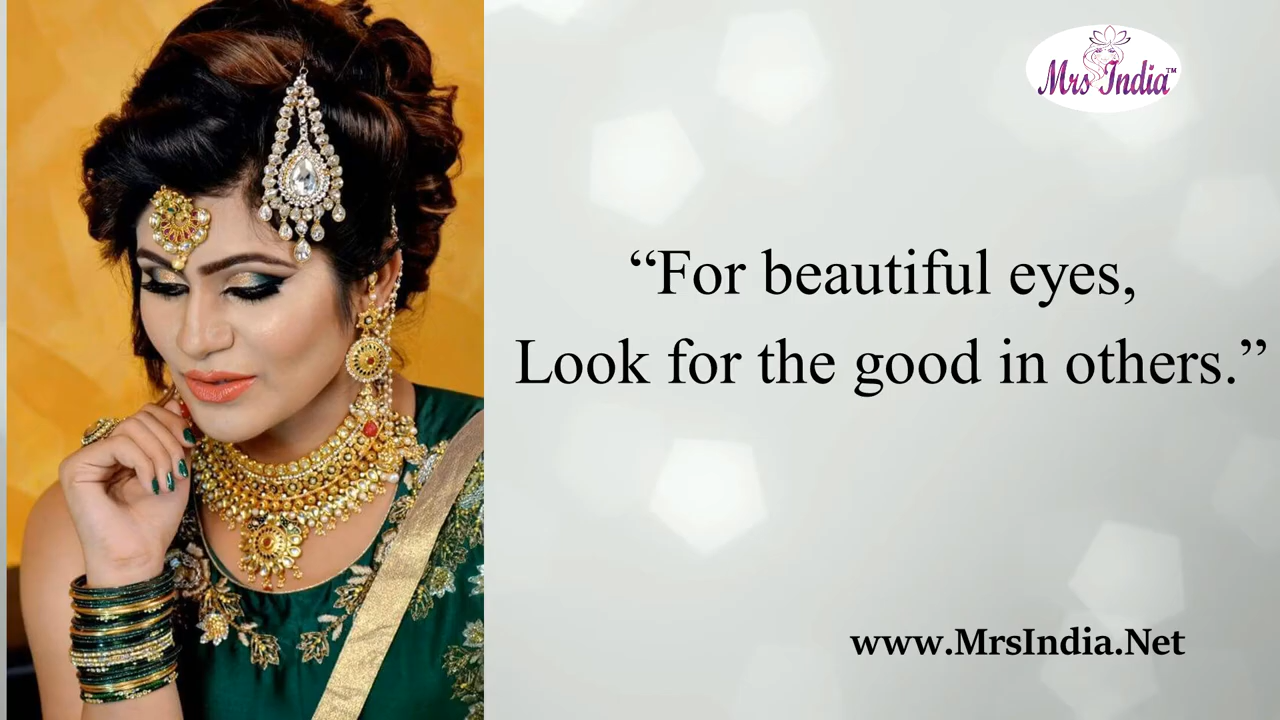 Mrs India™
“For beautiful eyes,
Look for the good in others.”
www.MrsIndia.Net